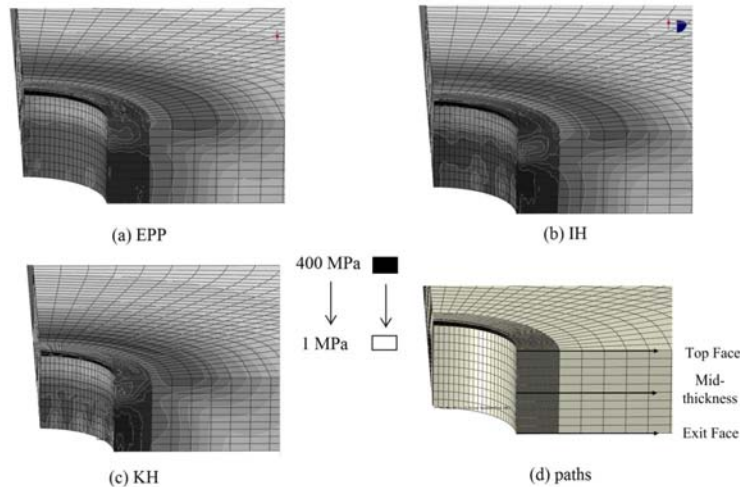 (a) EPP
(b) IH
400 MPa
1 MPa
(c) KH
Top Face
Mid-
thickness
Exit Face
(d) paths